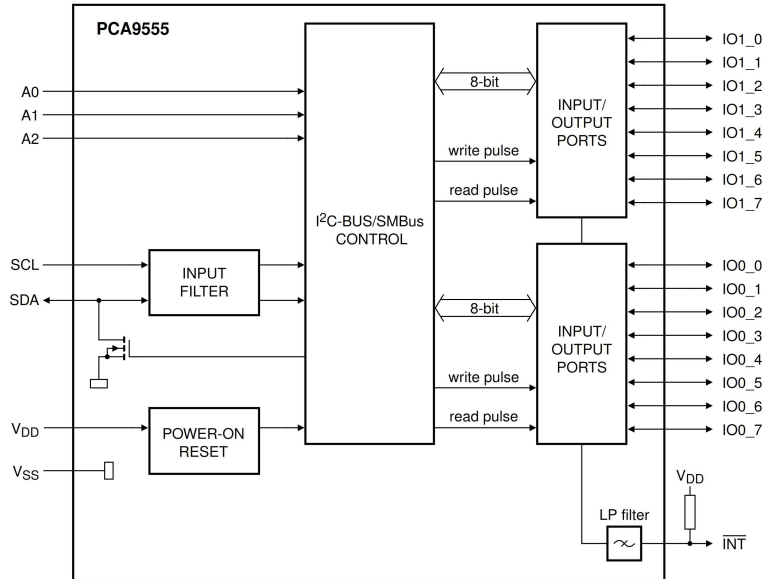 PCA9555
A0
A1
A2
SCL
SDA
VDD
VSS
INPUT
FILTER
POWER-ON
RESET
I²C-BUS/SMBus
CONTROL
8-bit
write pulse
read pulse
INPUT/
OUTPUT
PORTS
IO1_0
IO1_1
IO1_2
IO1_3
IO1_4
IO1_5
IO1_6
IO1_7
8-bit
write pulse
read pulse
INPUT/
OUTPUT
PORTS
IO0_0
IO0_1
IO0_2
IO0_3
IO0_4
IO0_5
IO0_6
IO0_7
VDD
LP filter
INT